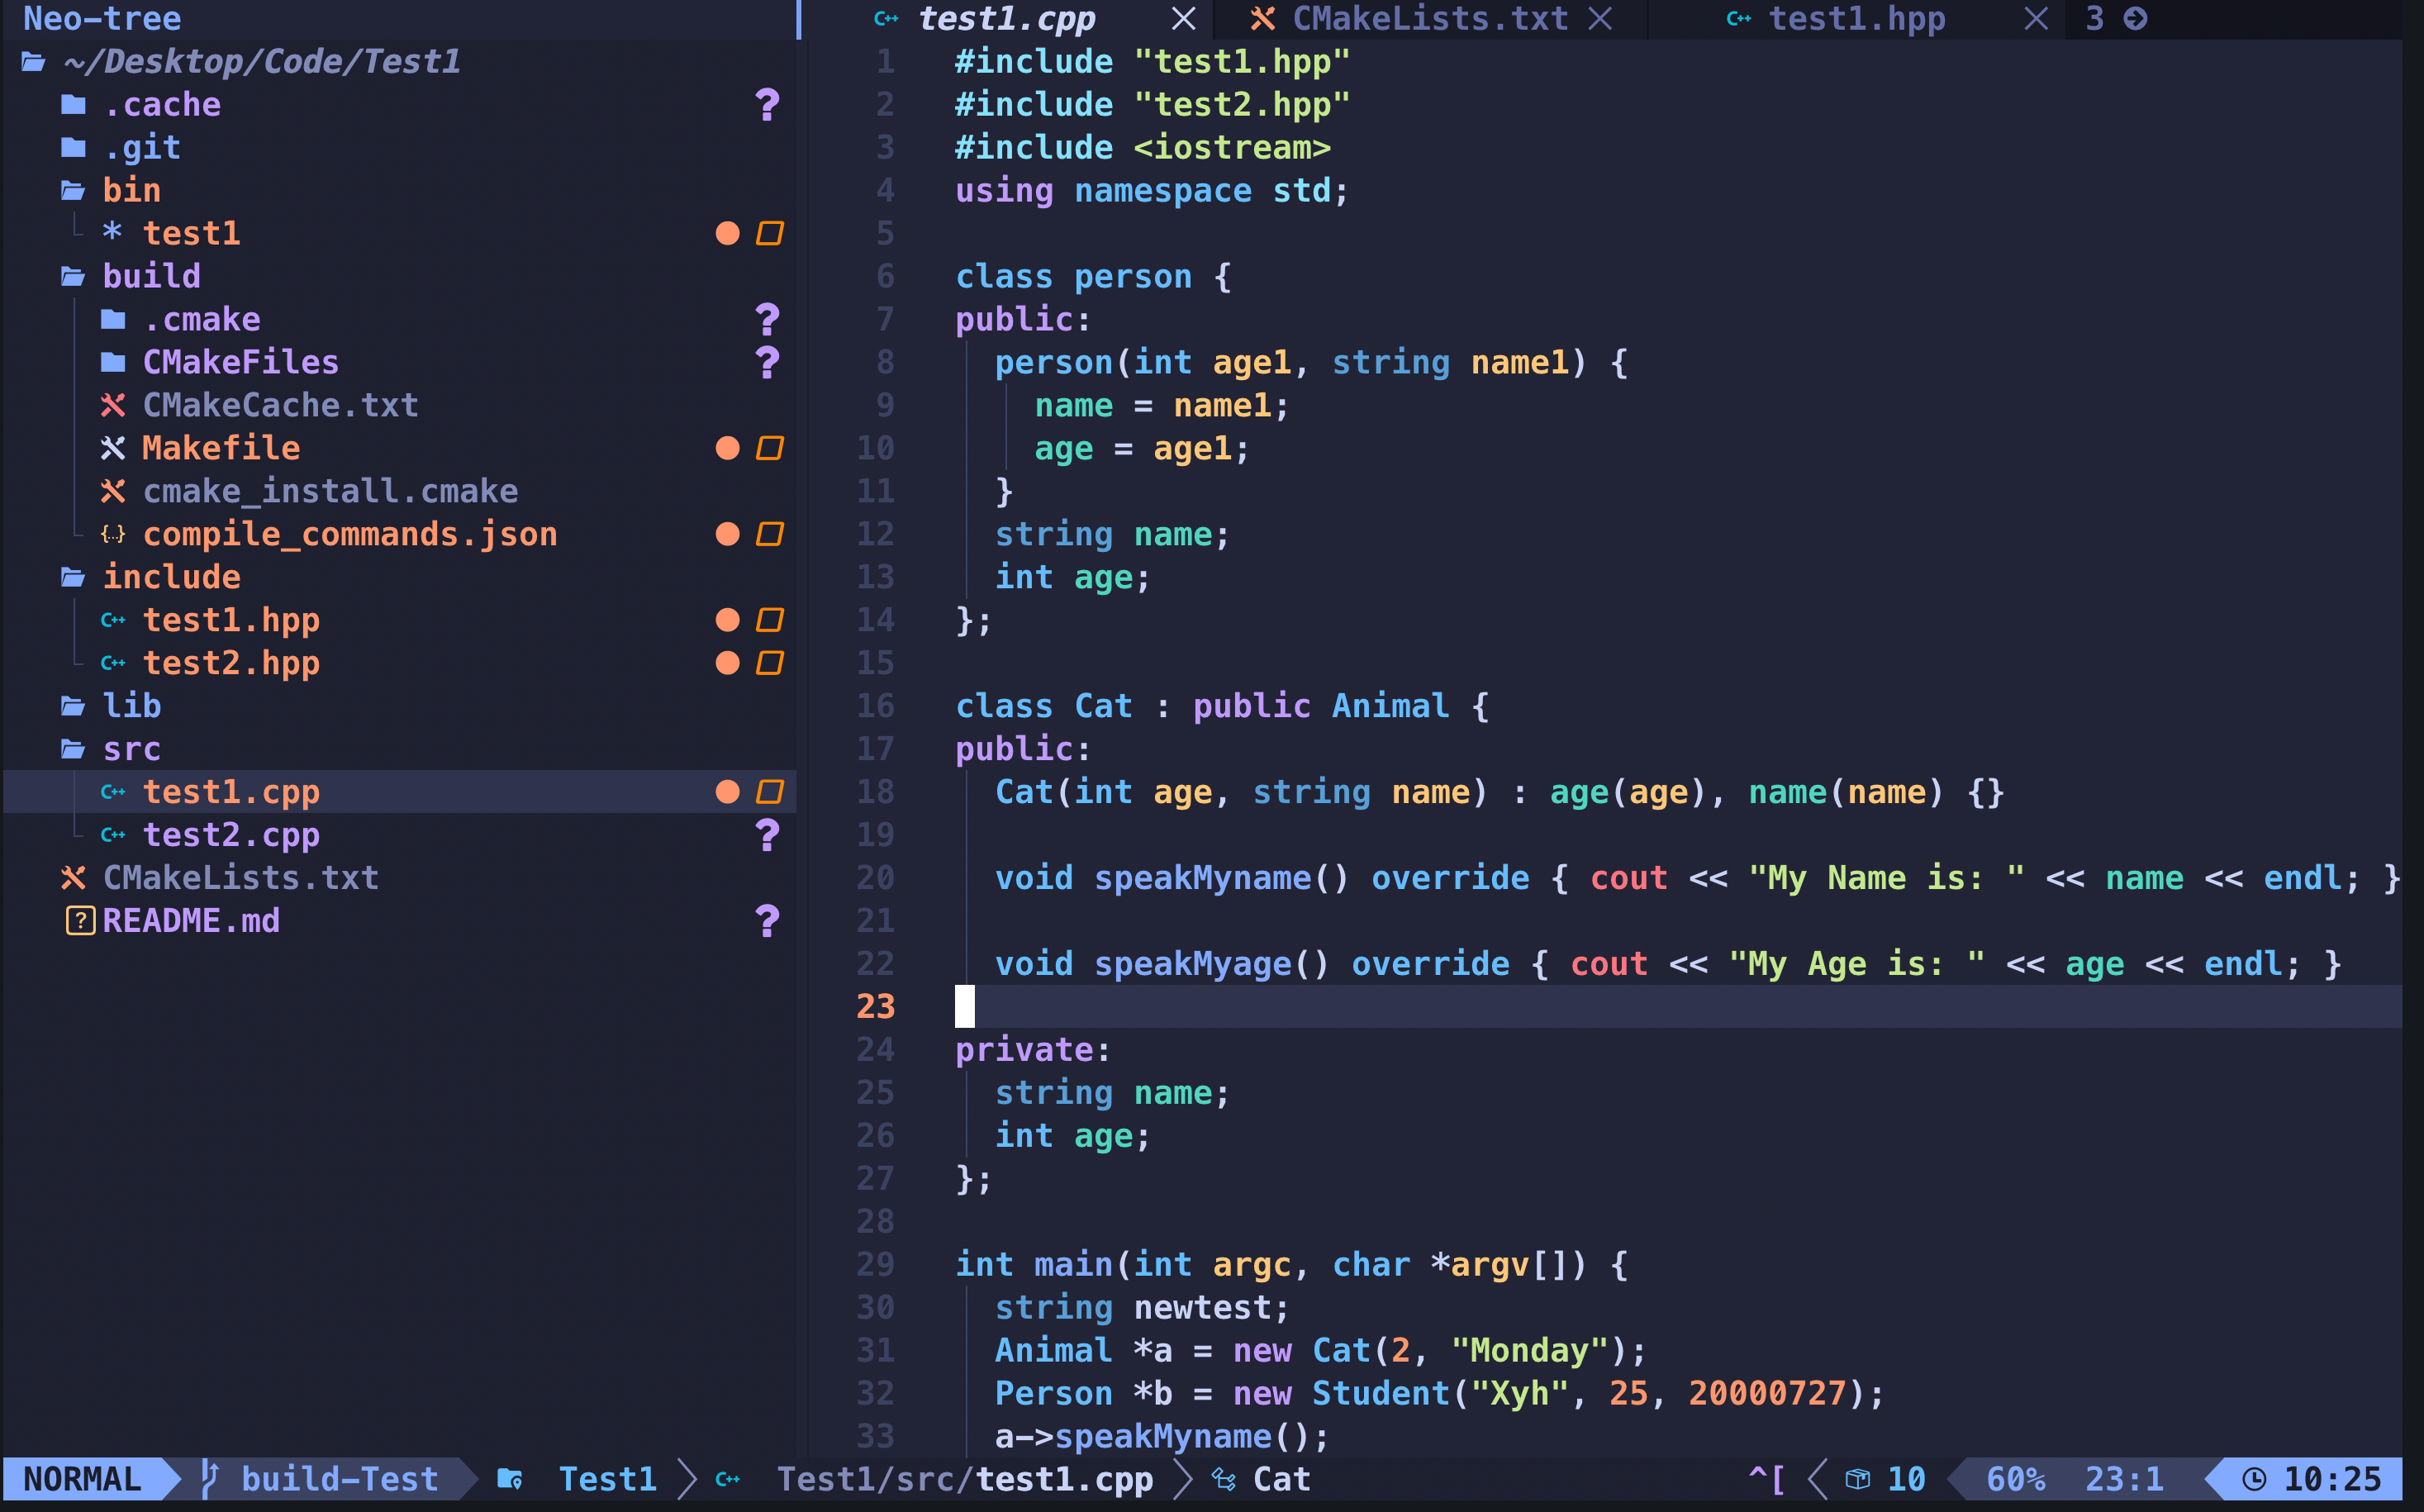 Neo-tree
~/Desktop/Code/Test1
.cache ?
.git
bin
* test1
build
.cmake ?
CMakeFiles ?
CMakeCache.txt
Makefile
cmake_install.cmake
{..} compile_commands.json
include
C++ test1.hpp
C++ test2.hpp
lib
src
C++ test1.cpp
C++ test2.cpp ?
CMakeLists.txt
? README.md ?
C++ test1.cpp CMakeLists.txt C++ test1.hpp 3
1 #include "test1.hpp"
2 #include "test2.hpp"
3 #include <iostream>
4 using namespace std;
5
6 class person {
7 public:
8   person(int age1, string name1) {
9     name = name1;
10     age = age1;
11   }
12   string name;
13   int age;
14 };
15
16 class Cat : public Animal {
17 public:
18   Cat(int age, string name) : age(age), name(name) {}
19
20   void speakMyname() override { cout << "My Name is: " << name << endl; }
21
22   void speakMyage() override { cout << "My Age is: " << age << endl; }
23
24 private:
25   string name;
26   int age;
27 };
28
29 int main(int argc, char *argv[]) {
30   string newtest;
31   Animal *a = new Cat(2, "Monday");
32   Person *b = new Student("Xyh", 25, 20000727);
33   a->speakMyname();
NORMAL build-Test Test1 C++ Test1/src/test1.cpp Cat ^[ 10 60% 23:1 10:25